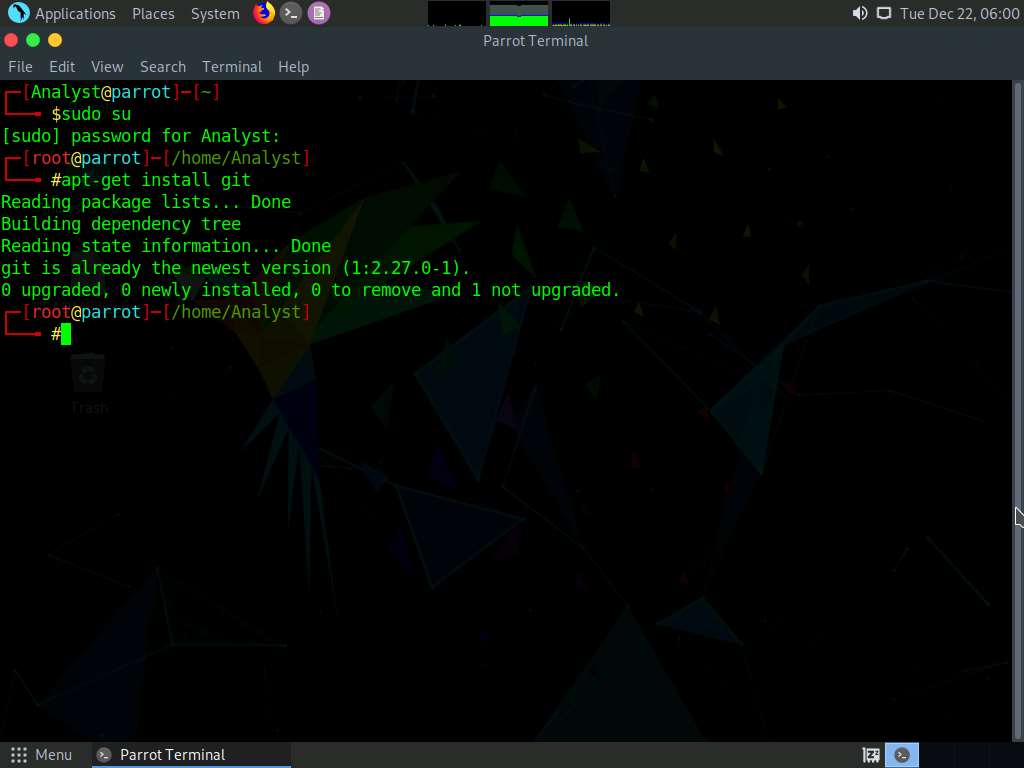 Applications Places System Tue Dec 22, 06:00
Parrot Terminal
File Edit View Search Terminal Help
┌─[Analyst@parrot]─[~]
└──╼ $sudo su
[sudo] password for Analyst:
┌─[root@parrot]─[/home/Analyst]
└──╼ #apt-get install git
Reading package lists... Done
Building dependency tree
Reading state information... Done
git is already the newest version (1:2.27.0-1).
0 upgraded, 0 newly installed, 0 to remove and 1 not upgraded.
┌─[root@parrot]─[/home/Analyst]
└──╼ #
Trash
Menu Parrot Terminal